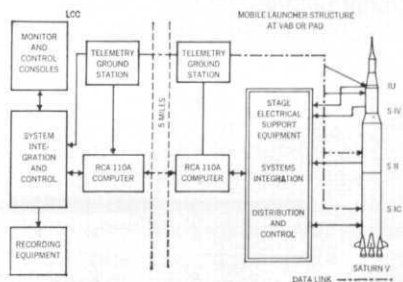 LCC
MOBILE LAUNCHER STRUCTURE
AT VAB OR PAD
MONITOR
AND
CONTROL
CONSOLES
TELEMETRY
GROUND
STATION
TELEMETRY
GROUND
STATION
5 MILES
SYSTEM
INTE-
GRATION
AND
CONTROL
RCA 110A
COMPUTER
RCA 110A
COMPUTER
STAGE
ELECTRICAL
SUPPORT
EQUIPMENT
SYSTEMS
INTEGRATION
DISTRIBUTION
AND
CONTROL
RECORDING
EQUIPMENT
IU
S-IV
S II
S IC
SATURN V
DATA LINK